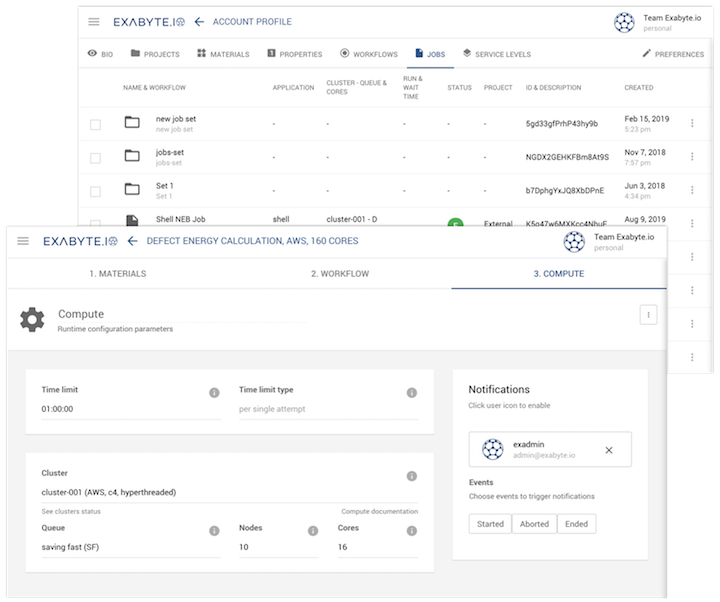 EXABYTE.IO ACCOUNT PROFILE Team Exabyte.io
personal
BIO PROJECTS MATERIALS PROPERTIES WORKFLOWS JOBS SERVICE LEVELS PREFERENCES
NAME & WORKFLOW APPLICATION CLUSTER - QUEUE & CORES RUN & WAIT TIME STATUS PROJECT ID & DESCRIPTION CREATED
new job set - - - - - 5gd33gfPrhP43hy9b Feb 15, 2019
new job set 5:23 pm
jobs-set - - - - - NGDX2GEHKFBm8At9S Nov 7, 2018
jobs-set 7:57 pm
Set 1 - - - - - b7DphgYxJQ8XbDPnE Jun 3, 2018
Set 1 4:34 pm
Shell NEB Job shell cluster-001 - D External Aug 9, 2019
EXABYTE.IO DEFECT ENERGY CALCULATION, AWS, 160 CORES Team Exabyte.io
personal
1. MATERIALS 2. WORKFLOW 3. COMPUTE
Compute
Runtime configuration parameters
Time limit Time limit type
01:00:00 per single attempt
Cluster
cluster-001 (AWS, c4, hyperthreaded)
See clusters status Compute documentation
Queue Nodes Cores
saving fast (SF) 10 16
Notifications
Click user icon to enable
exadmin
admin@exabyte.io
Events
Choose events to trigger notifications
Started Aborted Ended